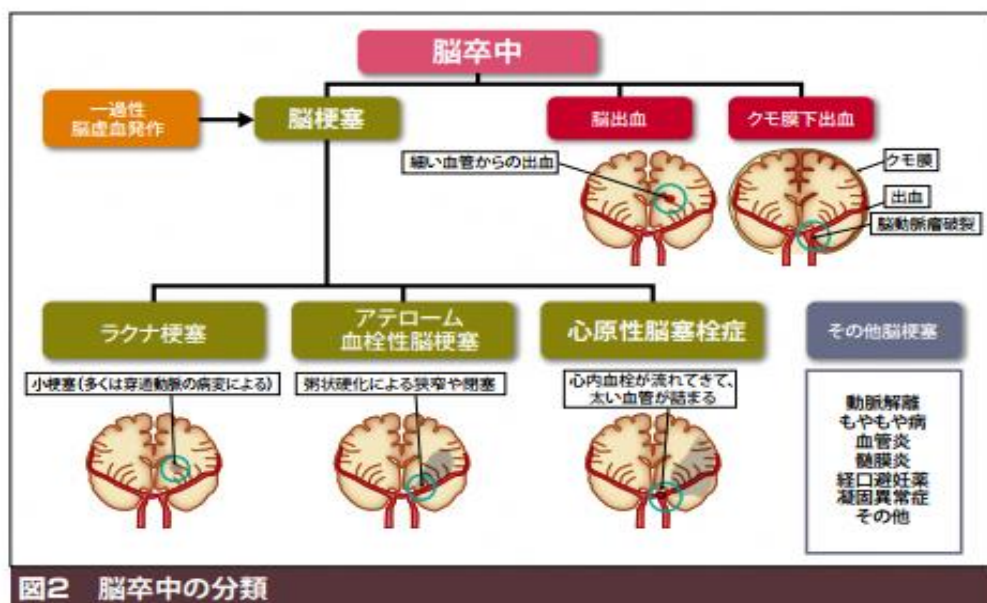 脳卒中
一過性
脳虚血発作
脳梗塞
脳出血
クモ膜下出血
細い血管からの出血
クモ膜
出血
脳動脈瘤破裂
ラクナ梗塞
アテローム
血栓性脳梗塞
心原性脳塞栓症
その他脳梗塞
小梗塞(多くは穿通動脈の病変による)
粥状硬化による狭窄や閉塞
心内血栓が流れてきて、
太い血管が詰まる
動脈解離
もやもや病
血管炎
髄膜炎
経口避妊薬
凝固異常症
その他
図2 脳卒中の分類